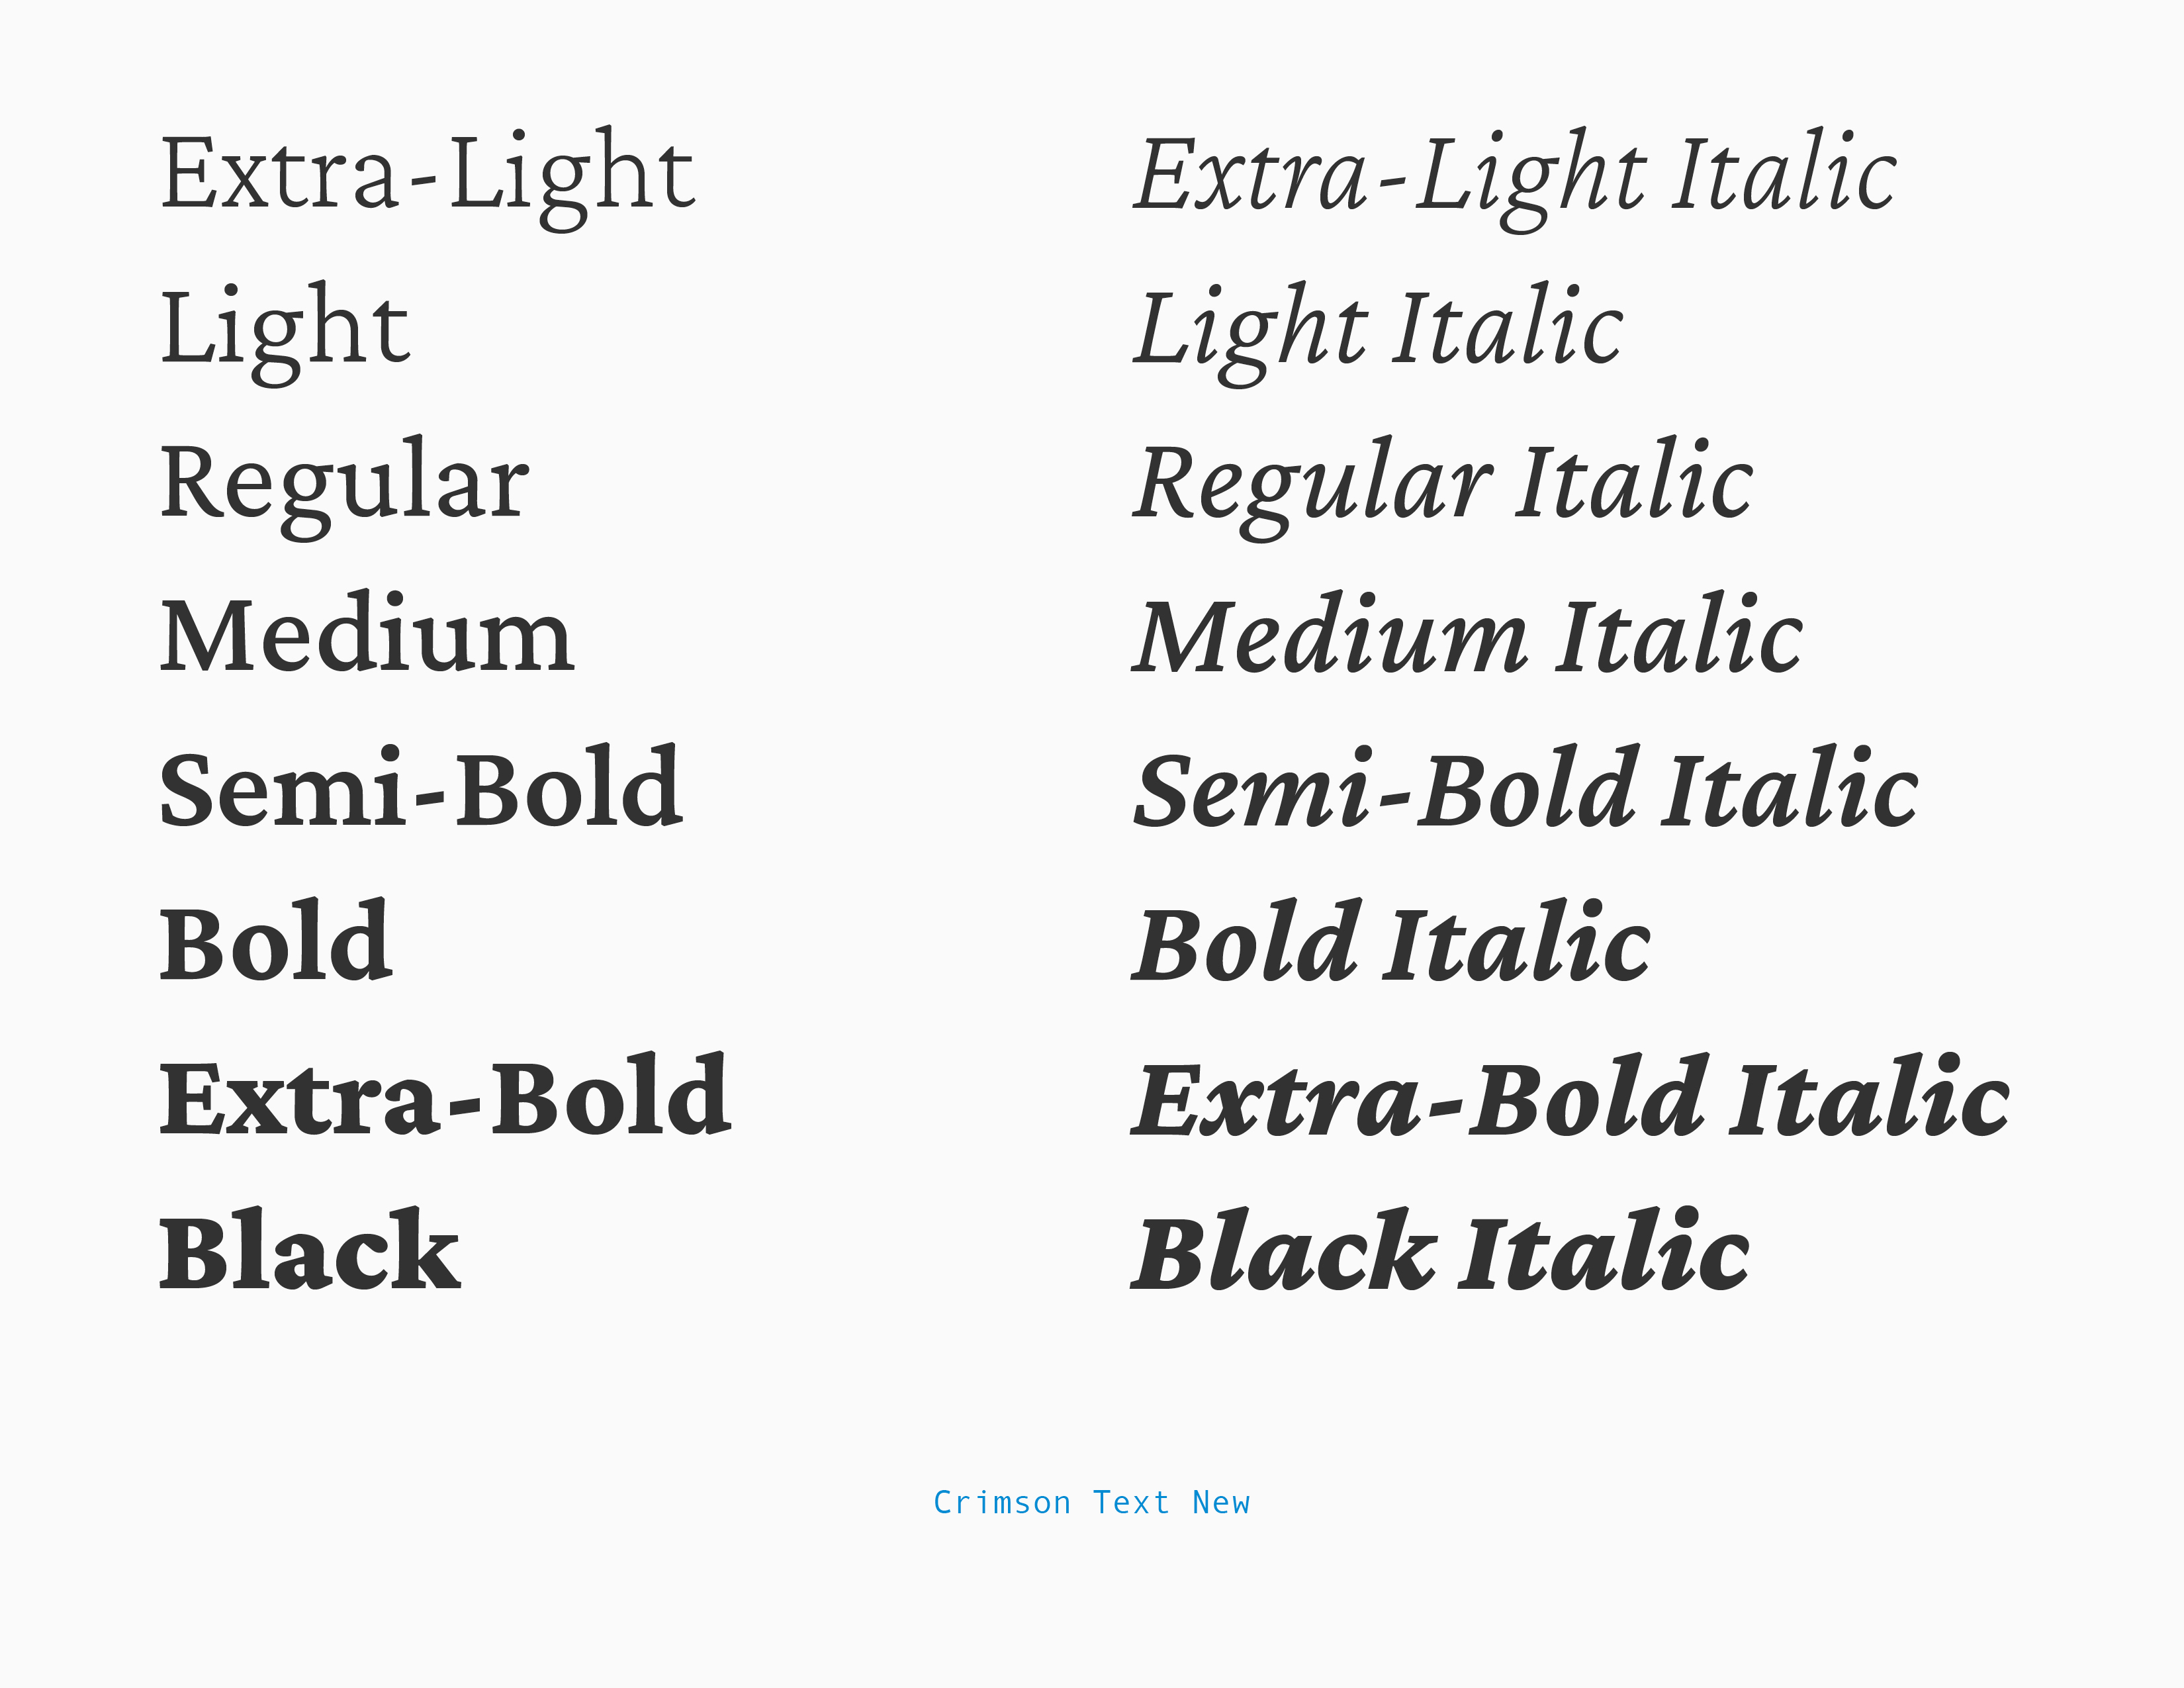 Extra-Light
Extra-Light Italic
Light
Light Italic
Regular
Regular Italic
Medium
Medium Italic
Semi-Bold
Semi-Bold Italic
Bold
Bold Italic
Extra-Bold
Extra-Bold Italic
Black
Black Italic
Crimson Text New